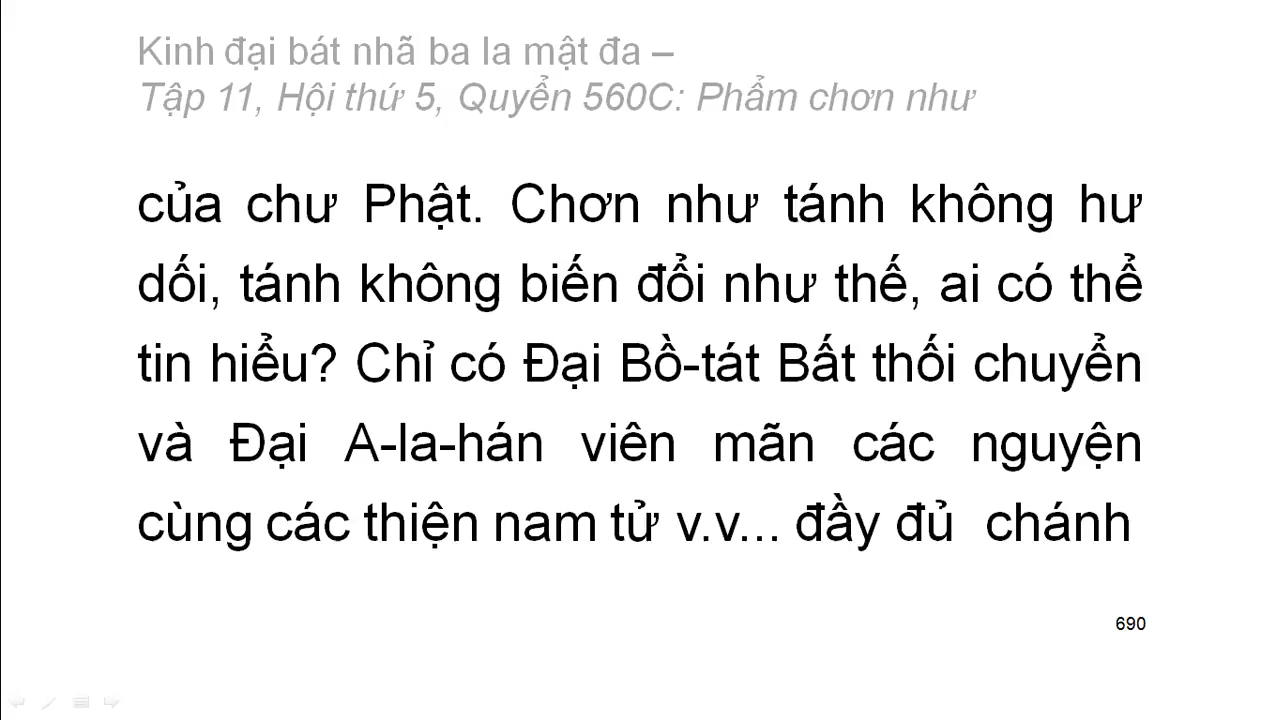 Kinh đại bát nhã ba la mật đa –
Tập 11, Hội thứ 5, Quyển 560C: Phẩm chơn như
của chư Phật. Chơn như tánh không hư
dối, tánh không biến đổi như thế, ai có thể
tin hiểu? Chỉ có Đại Bồ-tát Bất thối chuyển
và Đại A-la-hán viên mãn các nguyện
cùng các thiện nam tử v.v... đầy đủ chánh
690